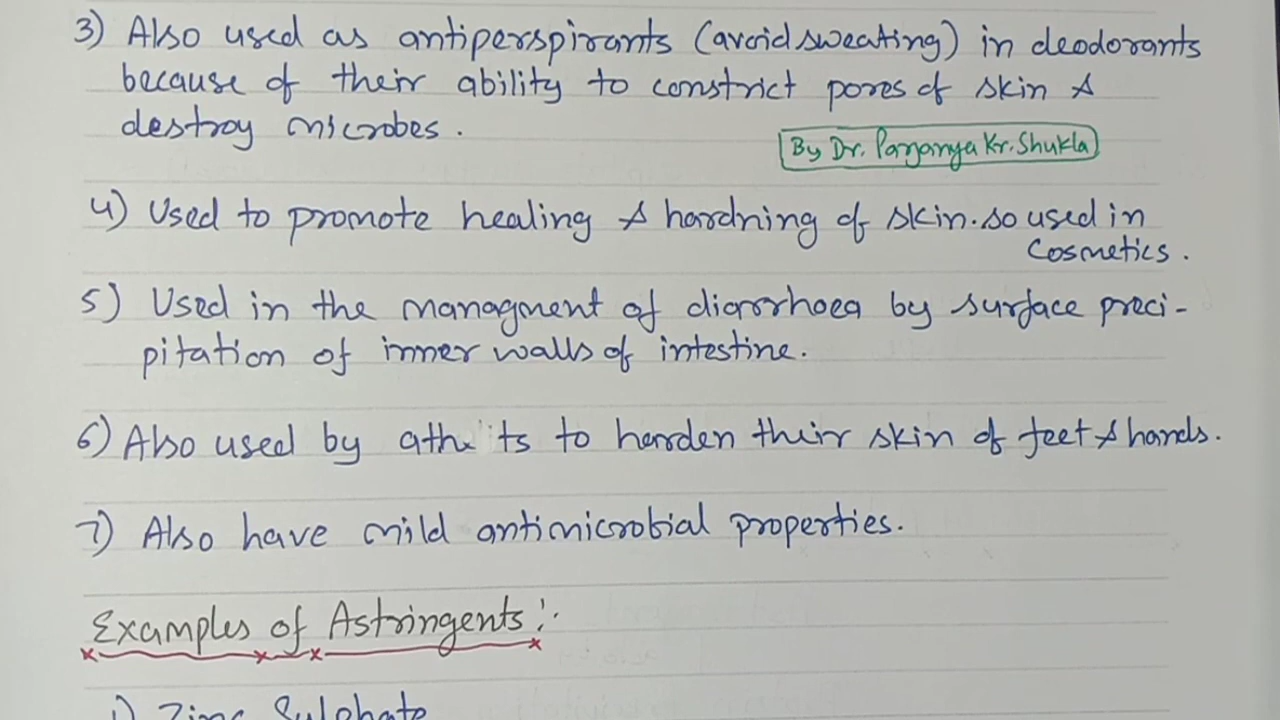 3) Also used as antiperspirants (avoid sweating) in deodorants
because of their ability to constrict pores of skin &
destroy microbes.
By Dr. Parjanya Kr. Shukla
4) Used to promote healing & hardning of skin. so used in
Cosmetics.
5) Used in the managment of diarrhoea by surface preci-
pitation of inner walls of intestine.
6) Also used by to harden their skin of feet & hands.
7) Also have mild antimicrobial properties.
Examples of Astringents :-
1) Zinc Sulphate